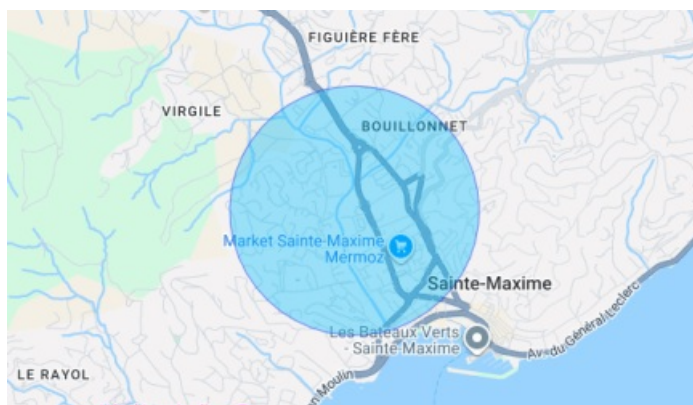 FIGUIÈRE FÈRE
VIRGILE
BOUILLONNET
Market Sainte-Maxime
Mermoz
Sainte-Maxime
Les Bateaux Verts
- Sainte-Maxime
Av. du Général Leclerc
LE RAYOL
n Moulin